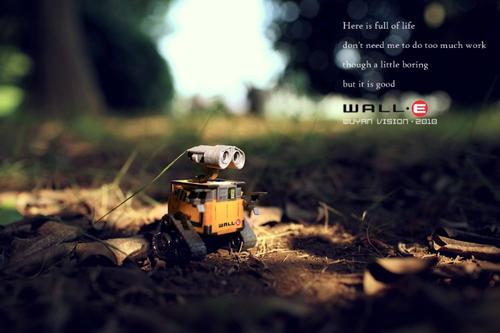 Here is full of life
don't need me to do too much work
though a little boring
but it is good
WALL·E
WUYAN VISION·2010
WALL·E